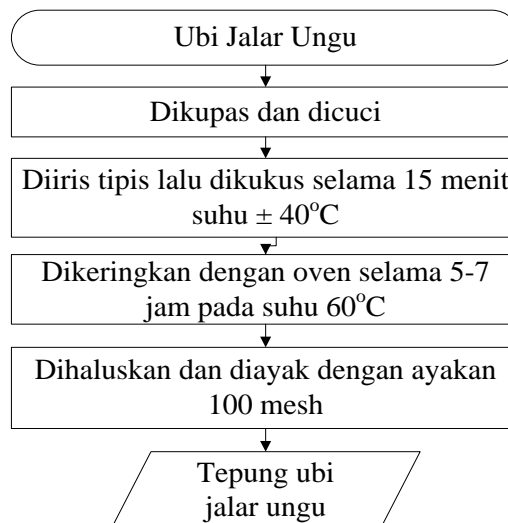 Ubi Jalar Ungu
Dikupas dan dicuci
Diiris tipis lalu dikukus selama 15 menit
suhu ± 40°C
Dikeringkan dengan oven selama 5-7
jam pada suhu 60°C
Dihaluskan dan diayak dengan ayakan
100 mesh
Tepung ubi
jalar ungu